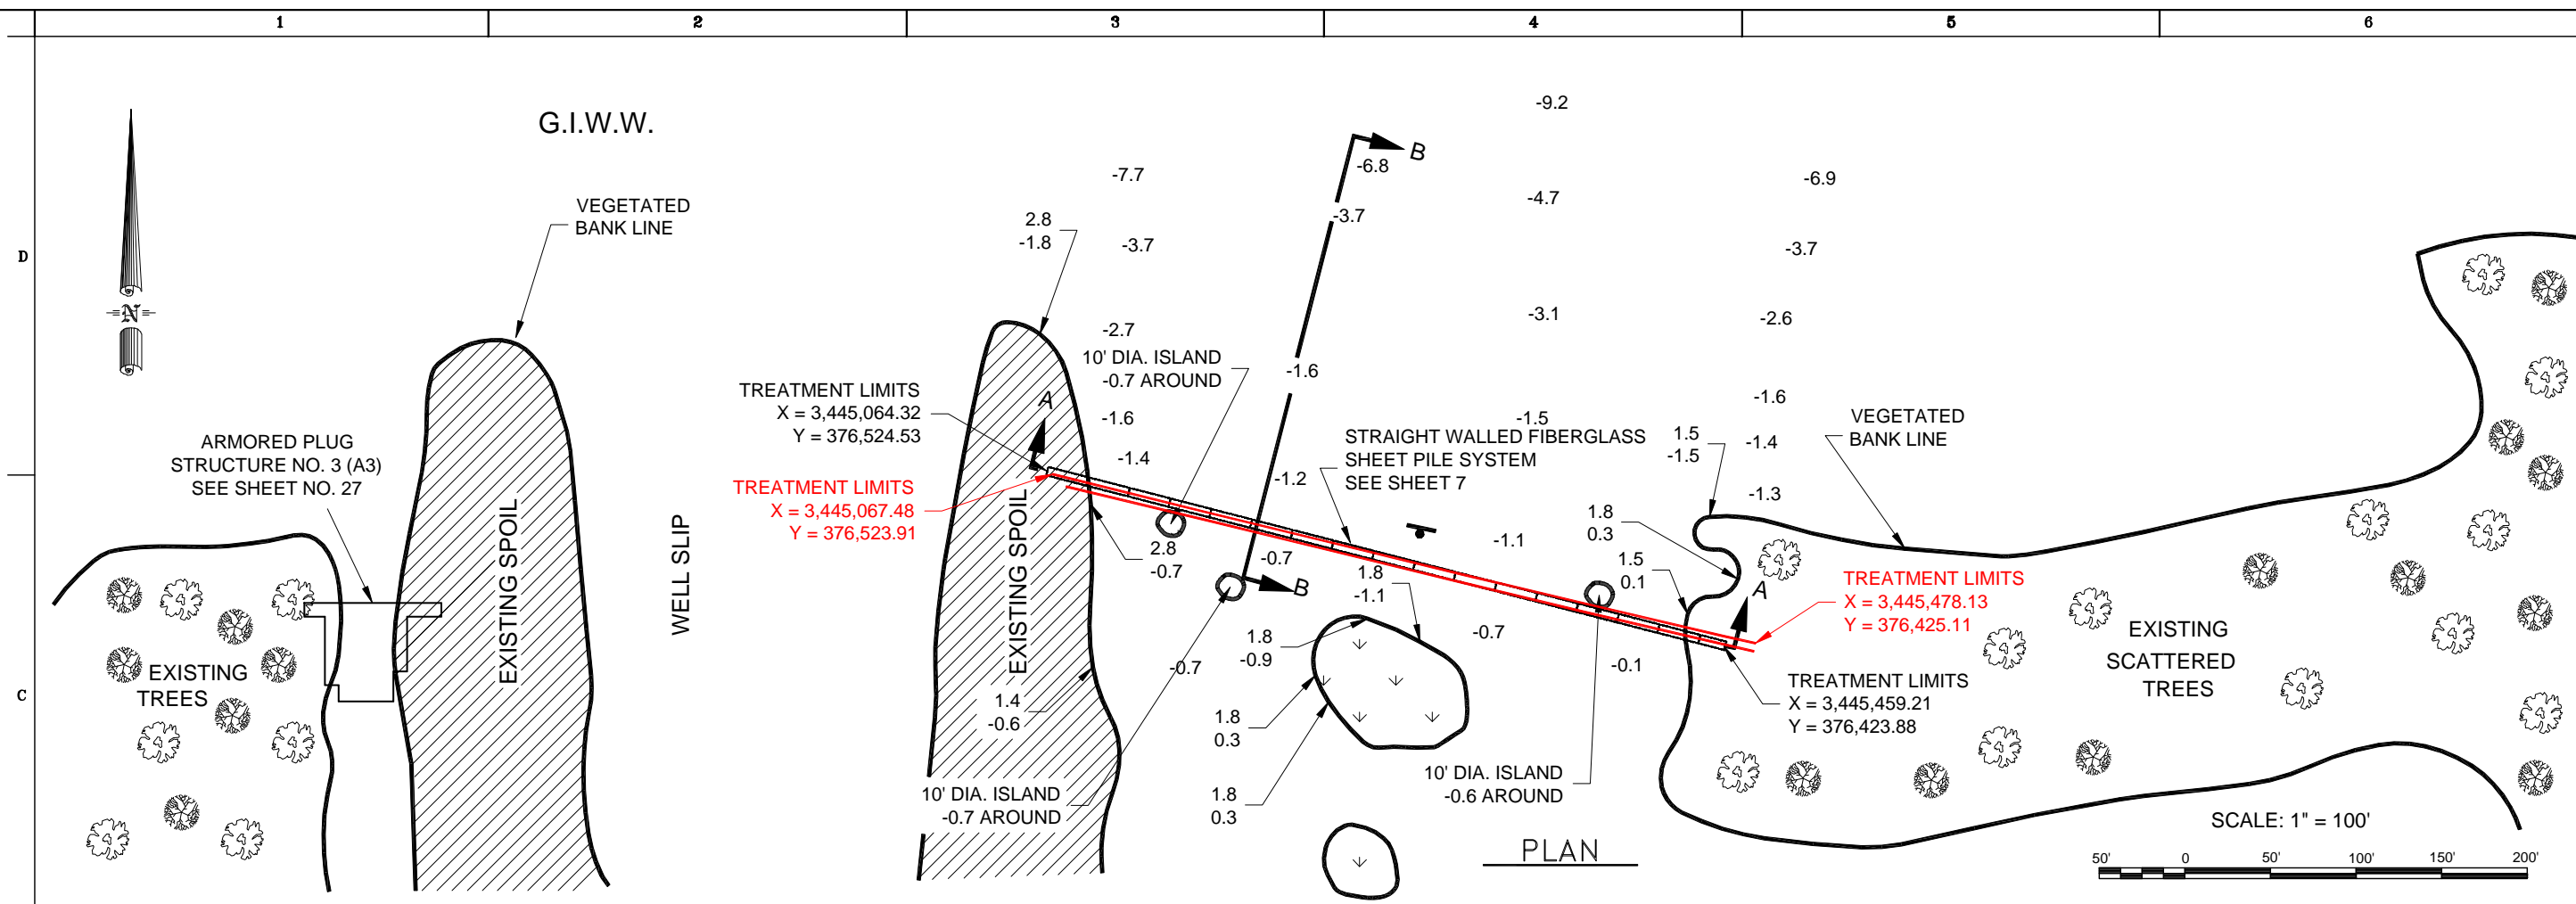 1
2
3
4
5
6
D
C
G.I.W.W.
N
VEGETATED
BANK LINE
ARMORED PLUG
STRUCTURE NO. 3 (A3)
SEE SHEET NO. 27
EXISTING
TREES
EXISTING SPOIL
WELL SLIP
EXISTING SPOIL
2.8
-1.8
-7.7
-3.7
-2.7
10' DIA. ISLAND
-0.7 AROUND
-1.6
-1.4
TREATMENT LIMITS
X = 3,445,064.32
Y = 376,524.53
TREATMENT LIMITS
X = 3,445,067.48
Y = 376,523.91
A
2.8
-0.7
1.4
-0.6
-0.7
10' DIA. ISLAND
-0.7 AROUND
B
-6.8
-3.7
-1.6
-1.2
-0.7
B
-9.2
-4.7
-3.1
-1.5
STRAIGHT WALLED FIBERGLASS
SHEET PILE SYSTEM
SEE SHEET 7
-1.1
1.8
-1.1
1.8
-0.9
1.8
0.3
1.8
0.3
-0.7
-0.1
10' DIA. ISLAND
-0.6 AROUND
-6.9
-3.7
-2.6
-1.6
-1.4
-1.3
1.5
-1.5
1.8
0.3
1.5
0.1
VEGETATED
BANK LINE
A
TREATMENT LIMITS
X = 3,445,478.13
Y = 376,425.11
TREATMENT LIMITS
X = 3,445,459.21
Y = 376,423.88
EXISTING
SCATTERED
TREES
PLAN
SCALE: 1" = 100'
50' 0 50' 100' 150' 200'